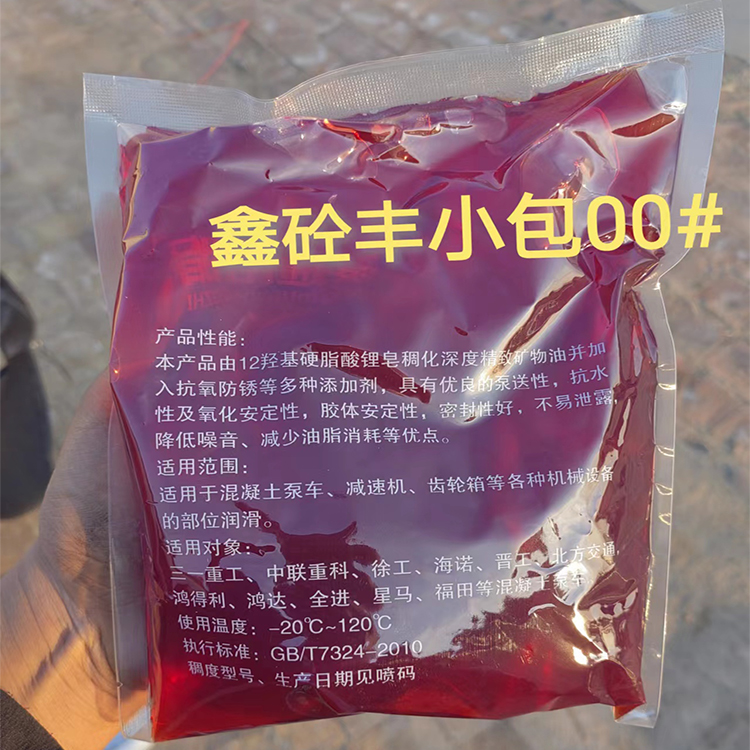 鑫砼丰小包00#
产品性能：
本产品由12羟基硬脂酸锂皂稠化深度精致矿物油并加
入抗氧防锈等多种添加剂，具有优良的泵送性，抗水
性及氧化安定性，胶体安定性，密封性好，不易泄露，
降低噪音、减少油脂消耗等优点。
适用范围：
适用于混凝土泵车、减速机、齿轮箱等各种机械设备
的部位润滑。
适用对象：
三一重工、中联重科、徐工、海诺、晋工、北方交通，
鸿得利、鸿达、全进、星马、福田等混凝土泵车
使用温度：-20℃~120℃
执行标准：GB/T7324-2010
稠度型号、生产日期见喷码